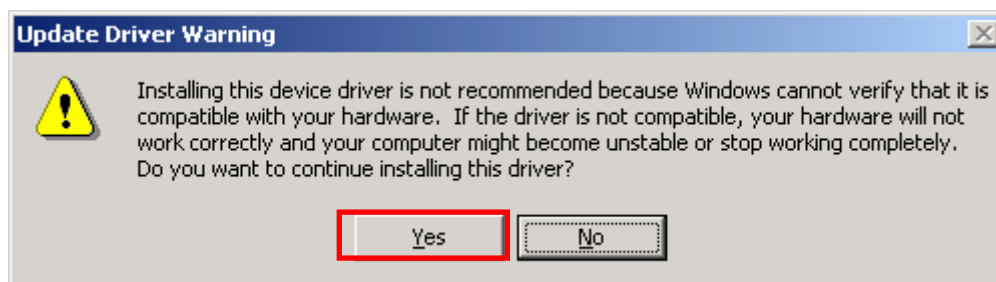 Update Driver Warning
Installing this device driver is not recommended because Windows cannot verify that it is
compatible with your hardware. If the driver is not compatible, your hardware will not
work correctly and your computer might become unstable or stop working completely.
Do you want to continue installing this driver?
Yes No